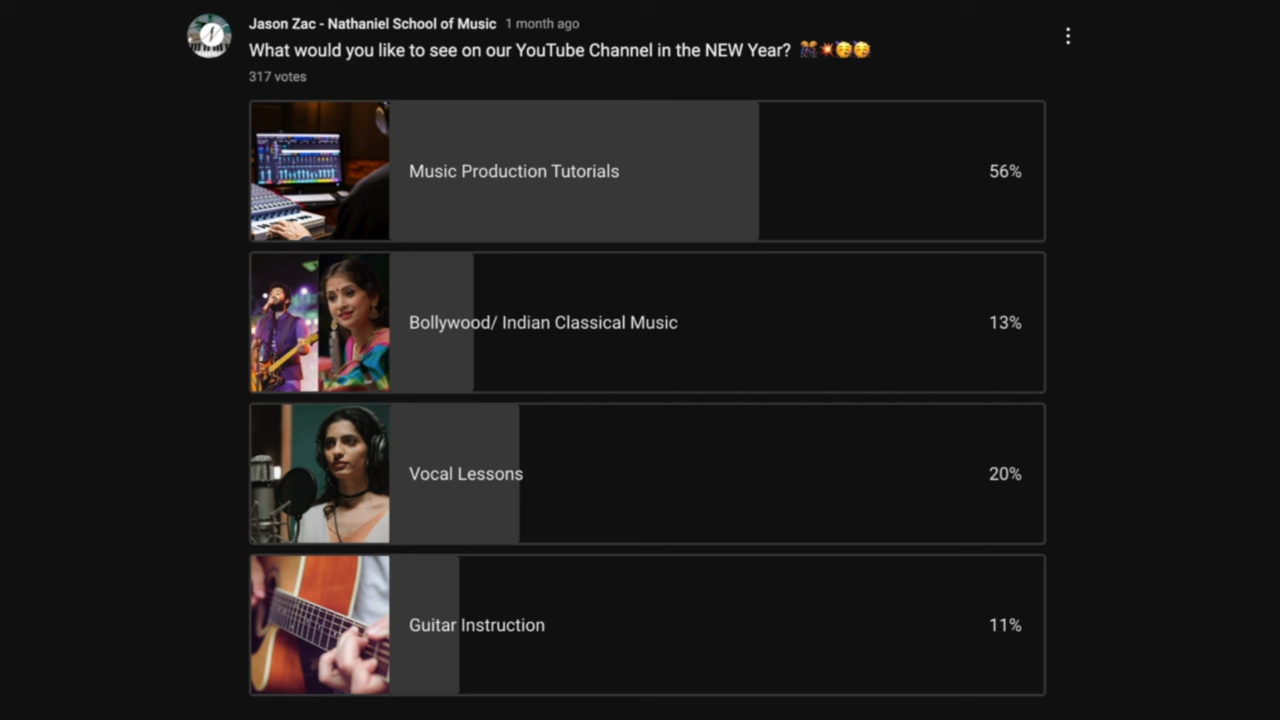 Jason Zac - Nathaniel School of Music 1 month ago
What would you like to see on our YouTube Channel in the NEW Year? 🎊💥🥳🥳
317 votes
Music Production Tutorials 56%
Bollywood/ Indian Classical Music 13%
Vocal Lessons 20%
Guitar Instruction 11%